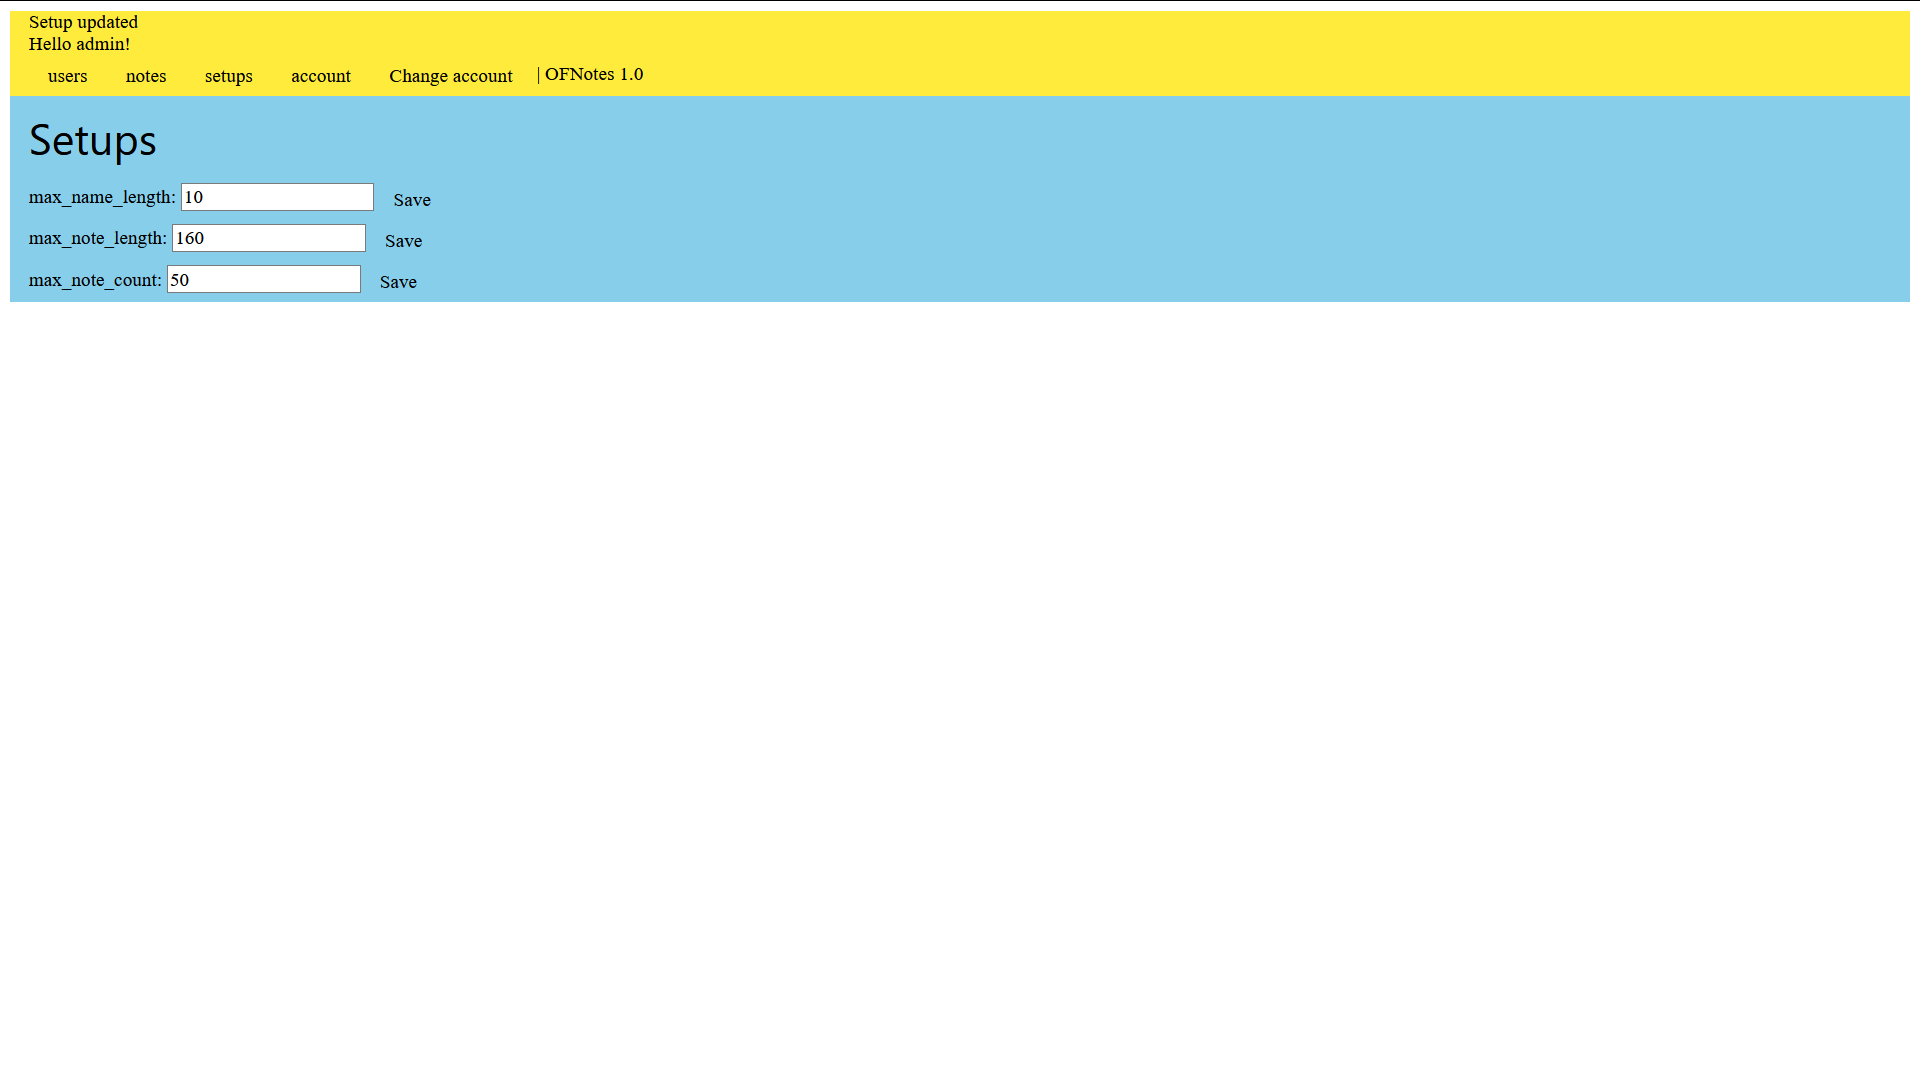 Setup updated
Hello admin!
users notes setups account Change account | OFNotes 1.0
Setups
max_name_length: 10 Save
max_note_length: 160 Save
max_note_count: 50 Save